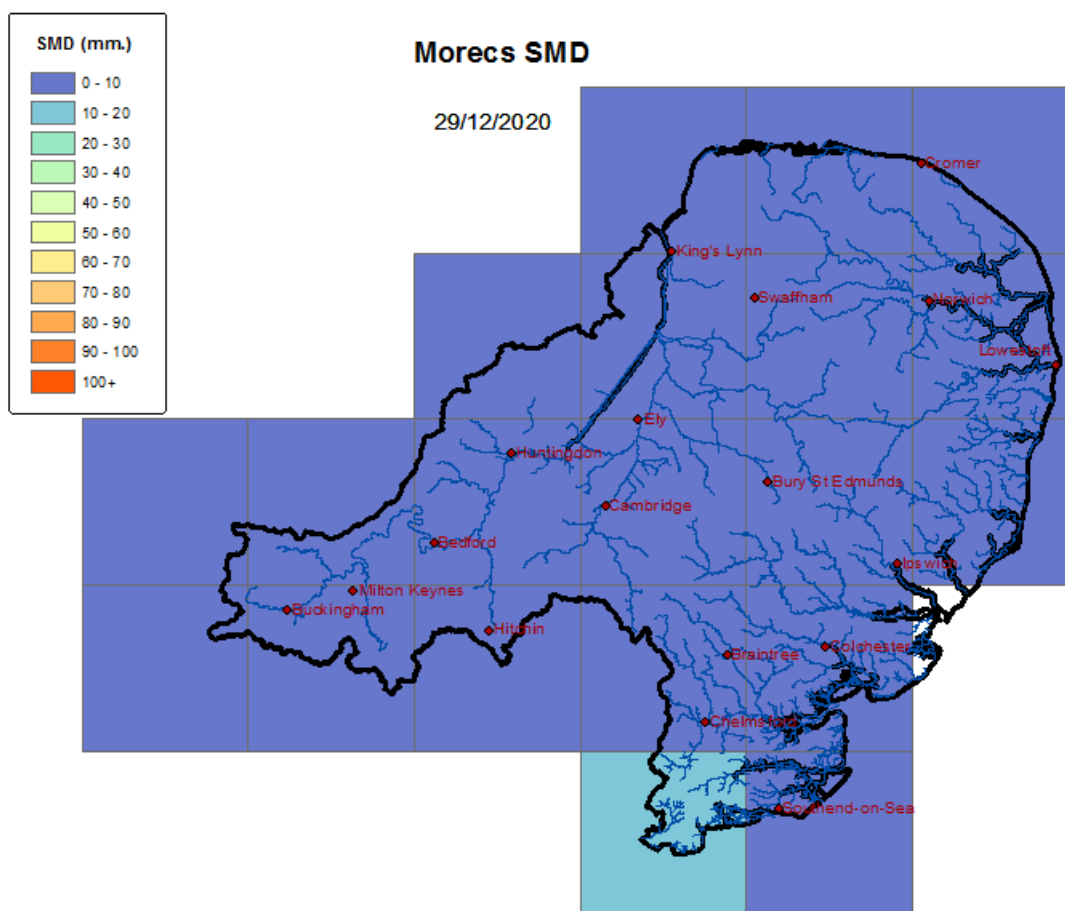 SMD (mm.)
0 - 10
10 - 20
20 - 30
30 - 40
40 - 50
50 - 60
60 - 70
70 - 80
80 - 90
90 - 100
100+
Morecs SMD
29/12/2020
Cromer
King's Lynn
Swaffham
Norwich
Lowestoft
Ely
Huntingdon
Bury St Edmunds
Cambridge
Bedford
Ipswich
Milton Keynes
Buckingham
Hitchin
Braintree
Colchester
Chelmsford
Southend-on-Sea